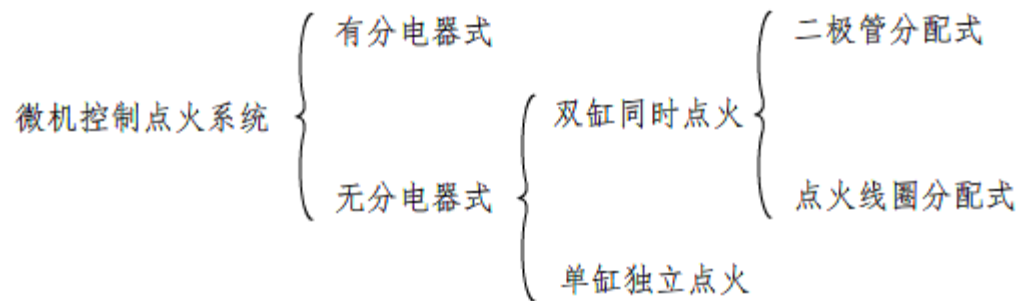 有分电器式
二极管分配式
微机控制点火系统
双缸同时点火
无分电器式
点火线圈分配式
单缸独立点火